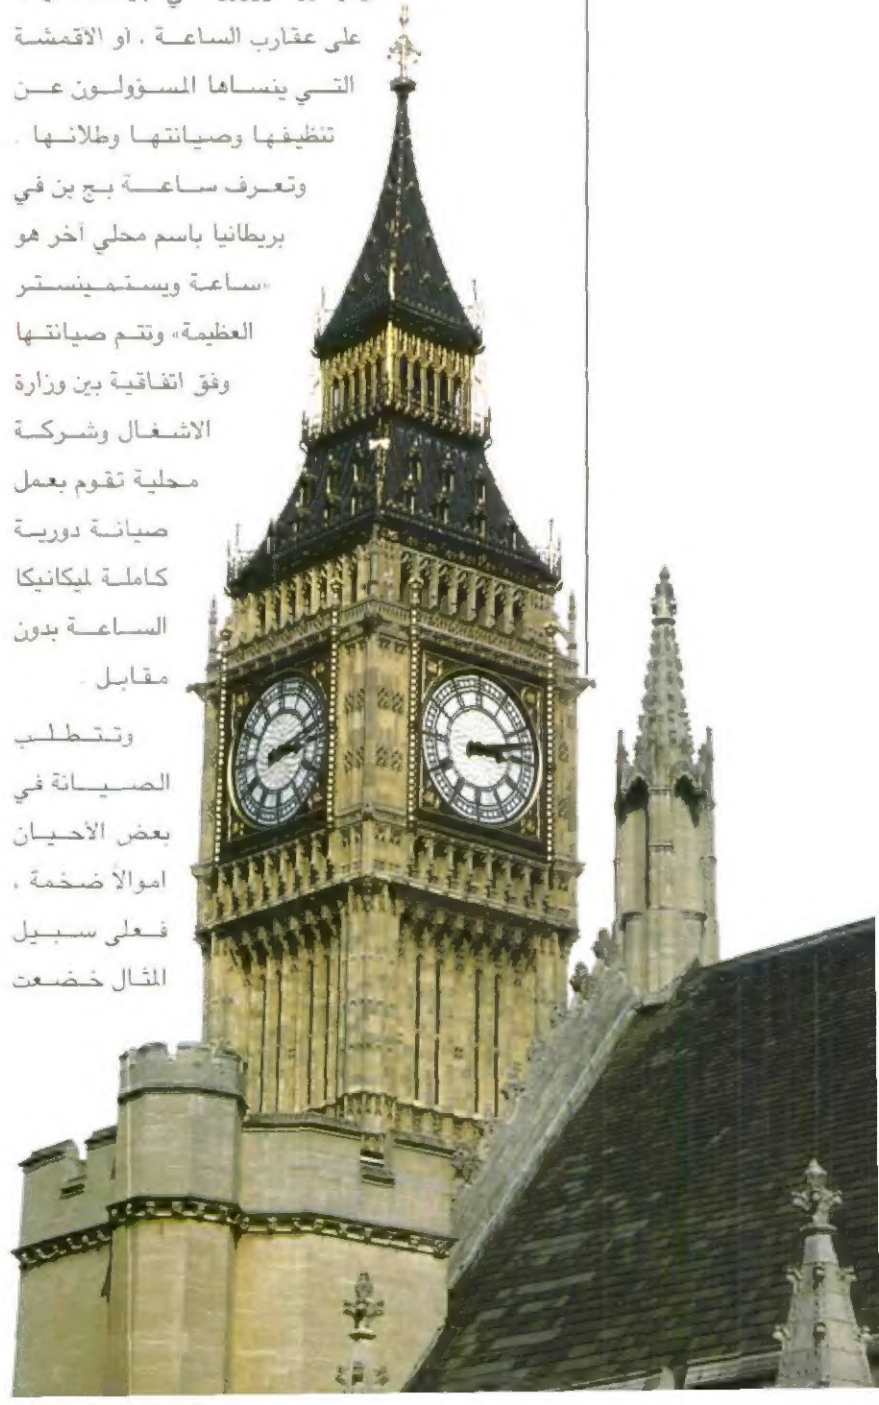 على عقارب الساعة ، أو الأقمشة
التي ينساها المسؤولون عن
تنظيفها وصيانتها وطلائها .
وتعرف ساعة بج بن في
بريطانيا باسم محلي آخر هو
«ساعة ويستمينستر
العظيمة» وتتم صيانتها
وفق اتفاقية بين وزارة
الاشغال وشركة
محلية تقوم بعمل
صيانة دورية
كاملة لميكانيكا
الساعة بدون
مقابل .
وتتطلب
الصيانة في
بعض الأحيان
اموالاً ضخمة ،
فعلى سبيل
المثال خضعت